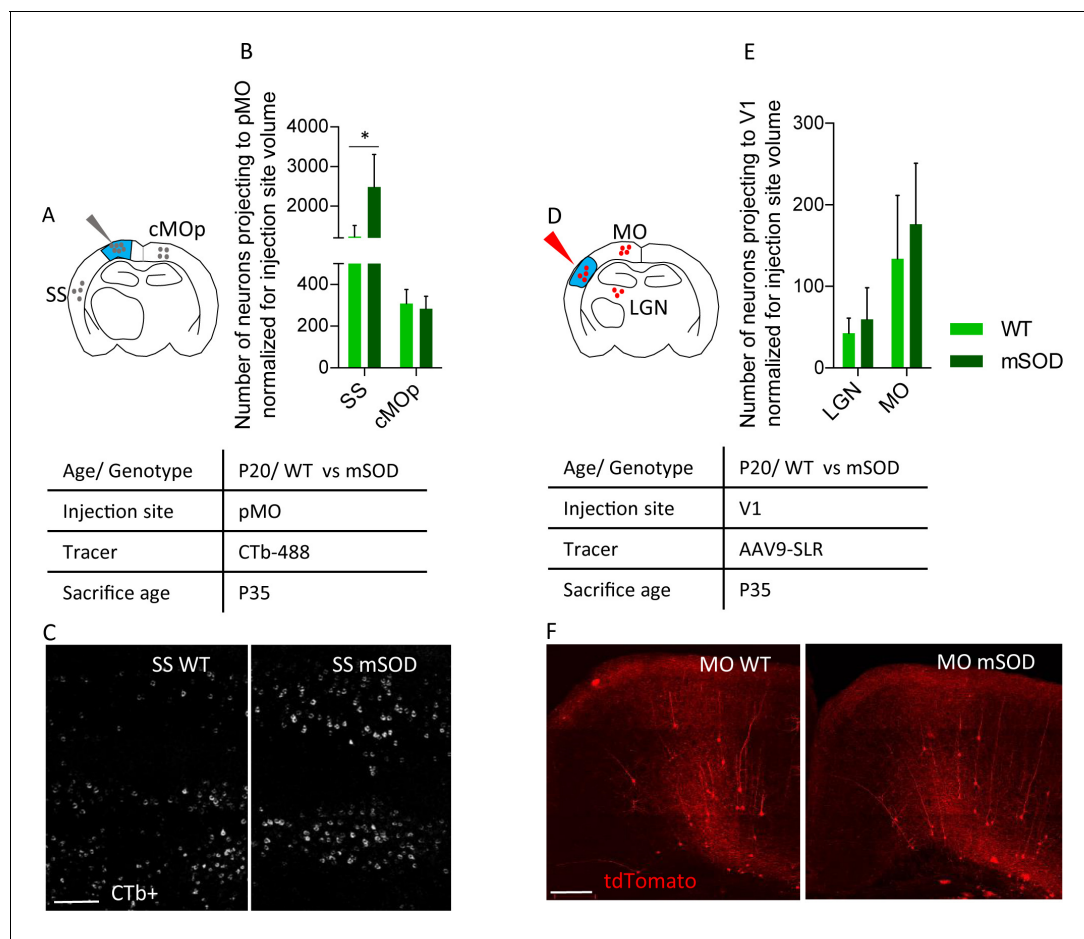 B
Number of neurons projecting to pMO
normalized for injection site volume
4000
3000
2000
400
200
0
*
SS
cMOp
A
cMOp
SS
E
Number of neurons projecting to V1
normalized for injection site volume
300
200
100
0
LGN
MO
D
MO
LGN
WT
mSOD
Age/ Genotype P20/ WT vs mSOD
Injection site pMO
Tracer CTb-488
Sacrifice age P35
Age/ Genotype P20/ WT vs mSOD
Injection site V1
Tracer AAV9-SLR
Sacrifice age P35
C
SS WT
SS mSOD
CTb+
F
MO WT
MO mSOD
tdTomato